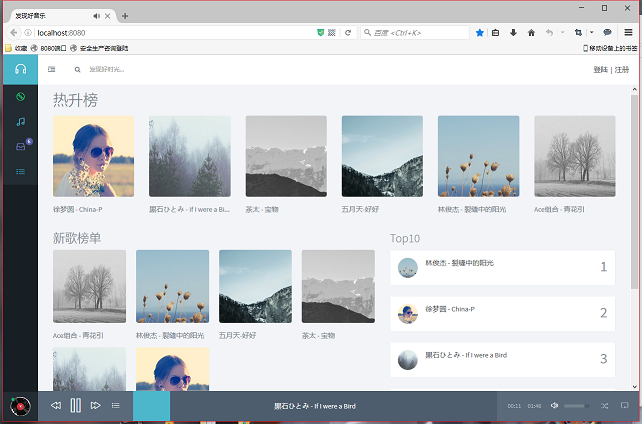 发现好音乐
localhost:8080
百度 <Ctrl+K>
收藏 8080端口 安全生产咨询登陆 移动设备上的书签
发现好时光...
登陆 | 注册
6
热升榜
徐梦圆 - China-P
黒石ひとみ - if I were a Bi...
茶太 - 宝物
五月天-好好
林俊杰 - 裂缝中的阳光
Ace组合 - 青花引
新歌榜单
Ace组合 - 青花引
林俊杰 - 裂缝中的阳光
五月天-好好
茶太 - 宝物
Top10
林俊杰 - 裂缝中的阳光
1
徐梦圆 - China-P
2
黒石ひとみ - If I were a Bird
3
黒石ひとみ - If I were a Bird
00:11 01:46